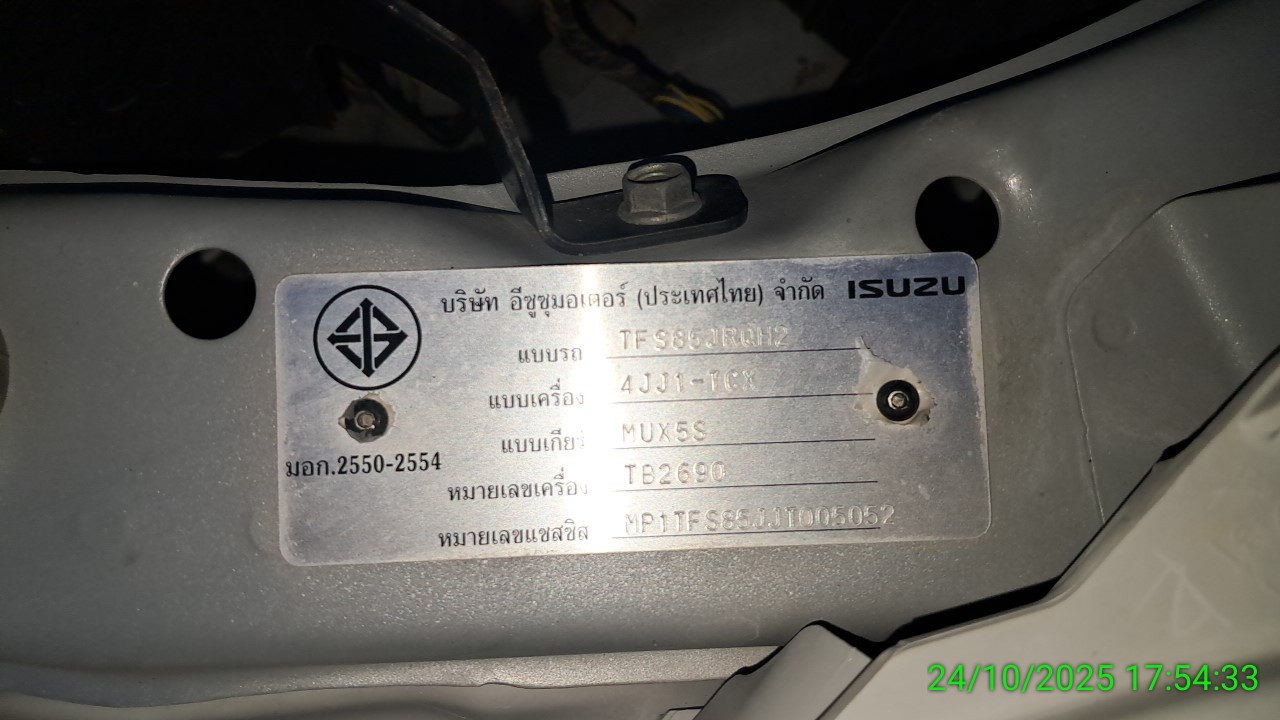 บริษัท อีซูซุมอเตอร์ (ประเทศไทย) จำกัด ISUZU
แบบรถ TFS85JRQH2
แบบเครื่อง 4JJ1-TCX
แบบเกียร์ MUX5S
มอก.2550-2554
หมายเลขเครื่อง TB2690
หมายเลขแชสซิส MP1TFS85JJT005052
24/10/2025 17:54:33